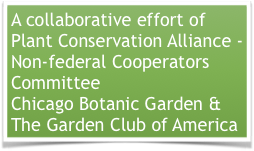 A collaborative effort of
Plant Conservation Alliance -
Non-federal Cooperators
Committee
Chicago Botanic Garden &
The Garden Club of America